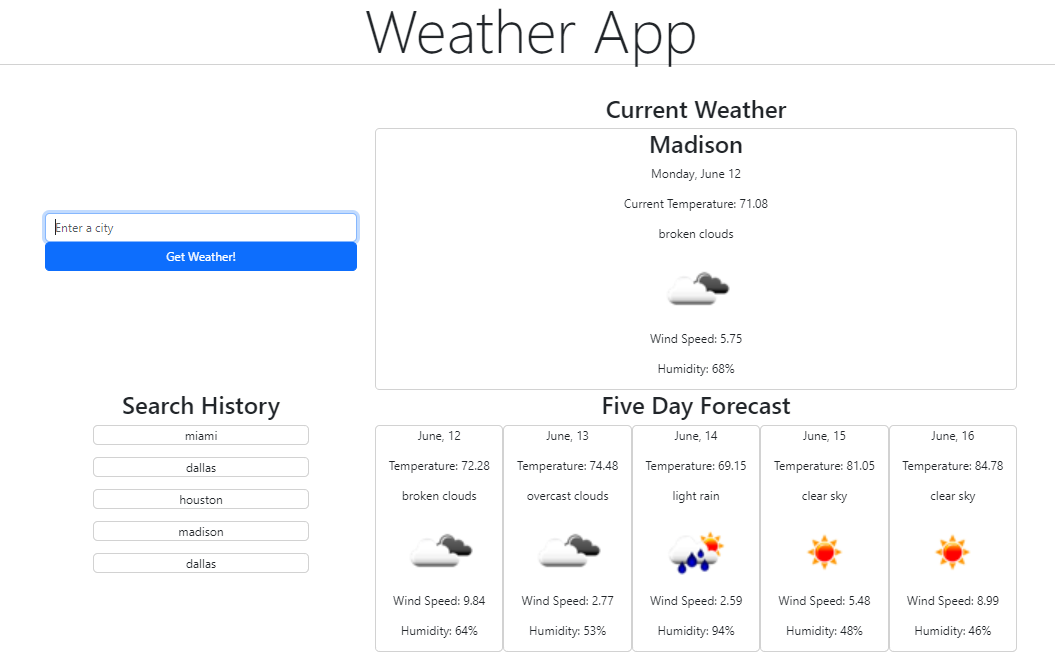 Weather App
Enter a city
Get Weather!
Search History
miami
dallas
houston
madison
dallas
Current Weather
Madison
Monday, June 12
Current Temperature: 71.08
broken clouds
Wind Speed: 5.75
Humidity: 68%
Five Day Forecast
June, 12
Temperature: 72.28
broken clouds
Wind Speed: 9.84
Humidity: 64%
June, 13
Temperature: 74.48
overcast clouds
Wind Speed: 2.77
Humidity: 53%
June, 14
Temperature: 69.15
light rain
Wind Speed: 2.59
Humidity: 94%
June, 15
Temperature: 81.05
clear sky
Wind Speed: 5.48
Humidity: 48%
June, 16
Temperature: 84.78
clear sky
Wind Speed: 8.99
Humidity: 46%